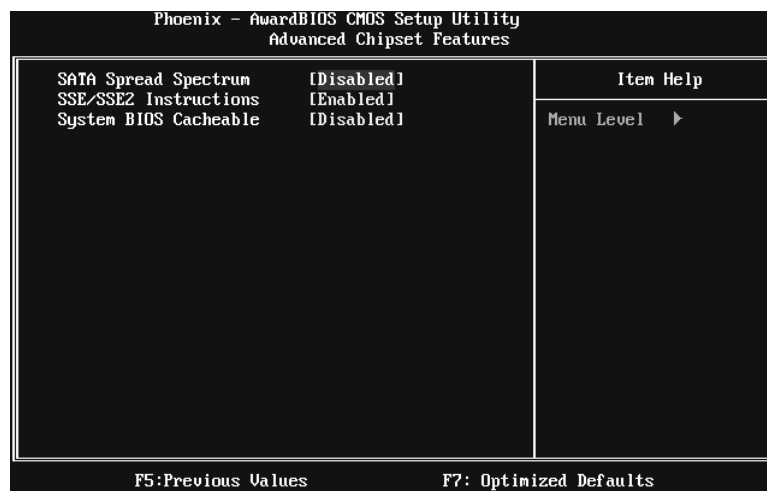 Phoenix - AwardBIOS CMOS Setup Utility
Advanced Chipset Features
SATA Spread Spectrum [Disabled]
SSE/SSE2 Instructions [Enabled]
System BIOS Cacheable [Disabled]
Item Help
Menu Level
F5:Previous Values F7: Optimized Defaults